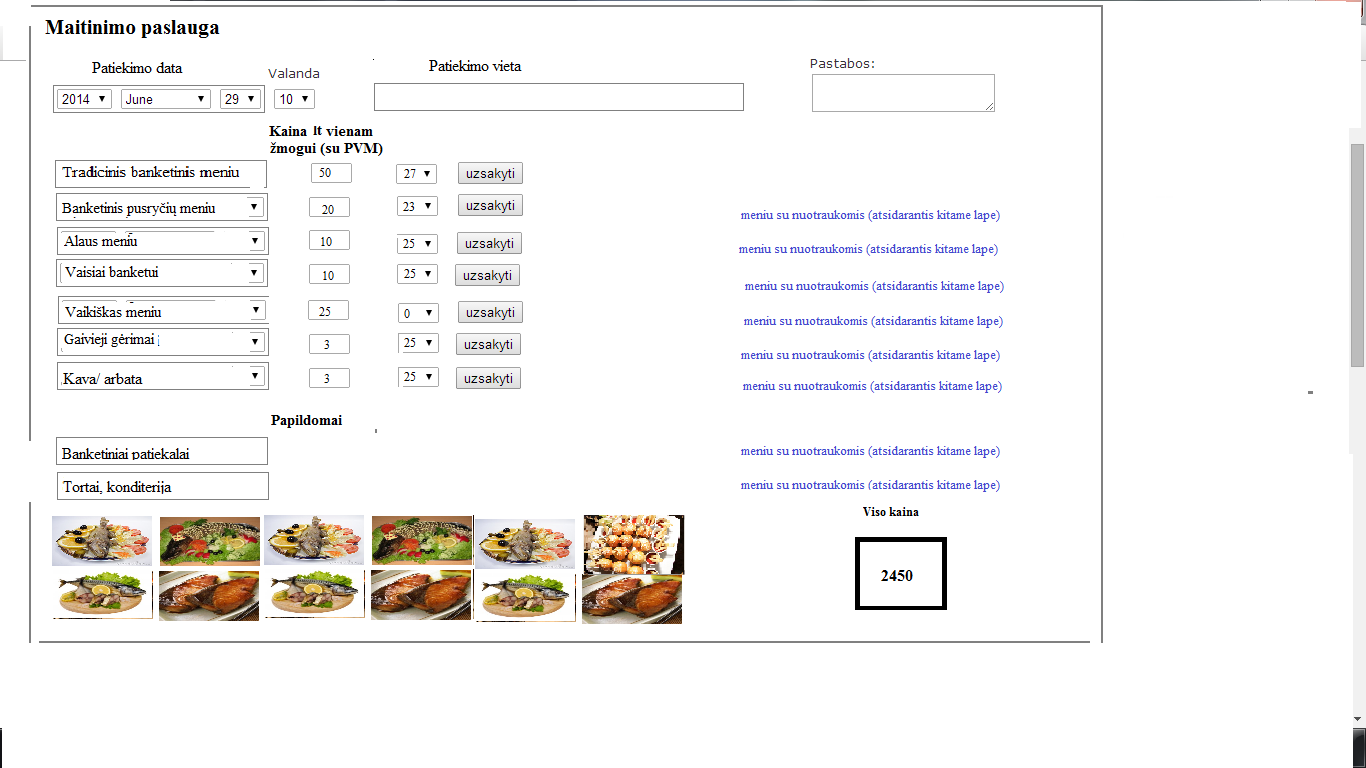 Maitinimo paslauga
Patiekimo data
Valanda
Patiekimo vieta
Pastabos:
2014 June 29 10
Kaina lt vienam
žmogui (su PVM)
Tradicinis banketinis meniu 50 27 uzsakyti
Banketinis pusryčių meniu 20 23 uzsakyti
meniu su nuotraukomis (atsidarantis kitame lape)
Alaus meniu 10 25 uzsakyti
meniu su nuotraukomis (atsidarantis kitame lape)
Vaisiai banketui 10 25 uzsakyti
meniu su nuotraukomis (atsidarantis kitame lape)
Vaikiškas meniu 25 0 uzsakyti
meniu su nuotraukomis (atsidarantis kitame lape)
Gaivieji gėrimai 3 25 uzsakyti
meniu su nuotraukomis (atsidarantis kitame lape)
Kava/ arbata 3 25 uzsakyti
meniu su nuotraukomis (atsidarantis kitame lape)
Papildomai
Banketiniai patiekalai
meniu su nuotraukomis (atsidarantis kitame lape)
Tortai, konditerija
meniu su nuotraukomis (atsidarantis kitame lape)
Viso kaina
2450